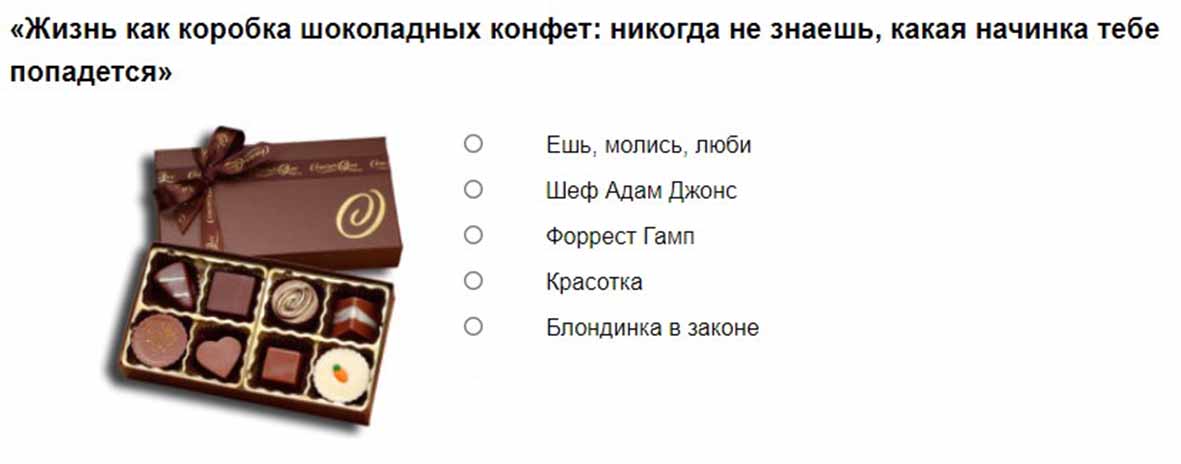 «Жизнь как коробка шоколадных конфет: никогда не знаешь, какая начинка тебе
попадется»
Ешь, молись, люби
Шеф Адам Джонс
Форрест Гамп
Красотка
Блондинка в законе